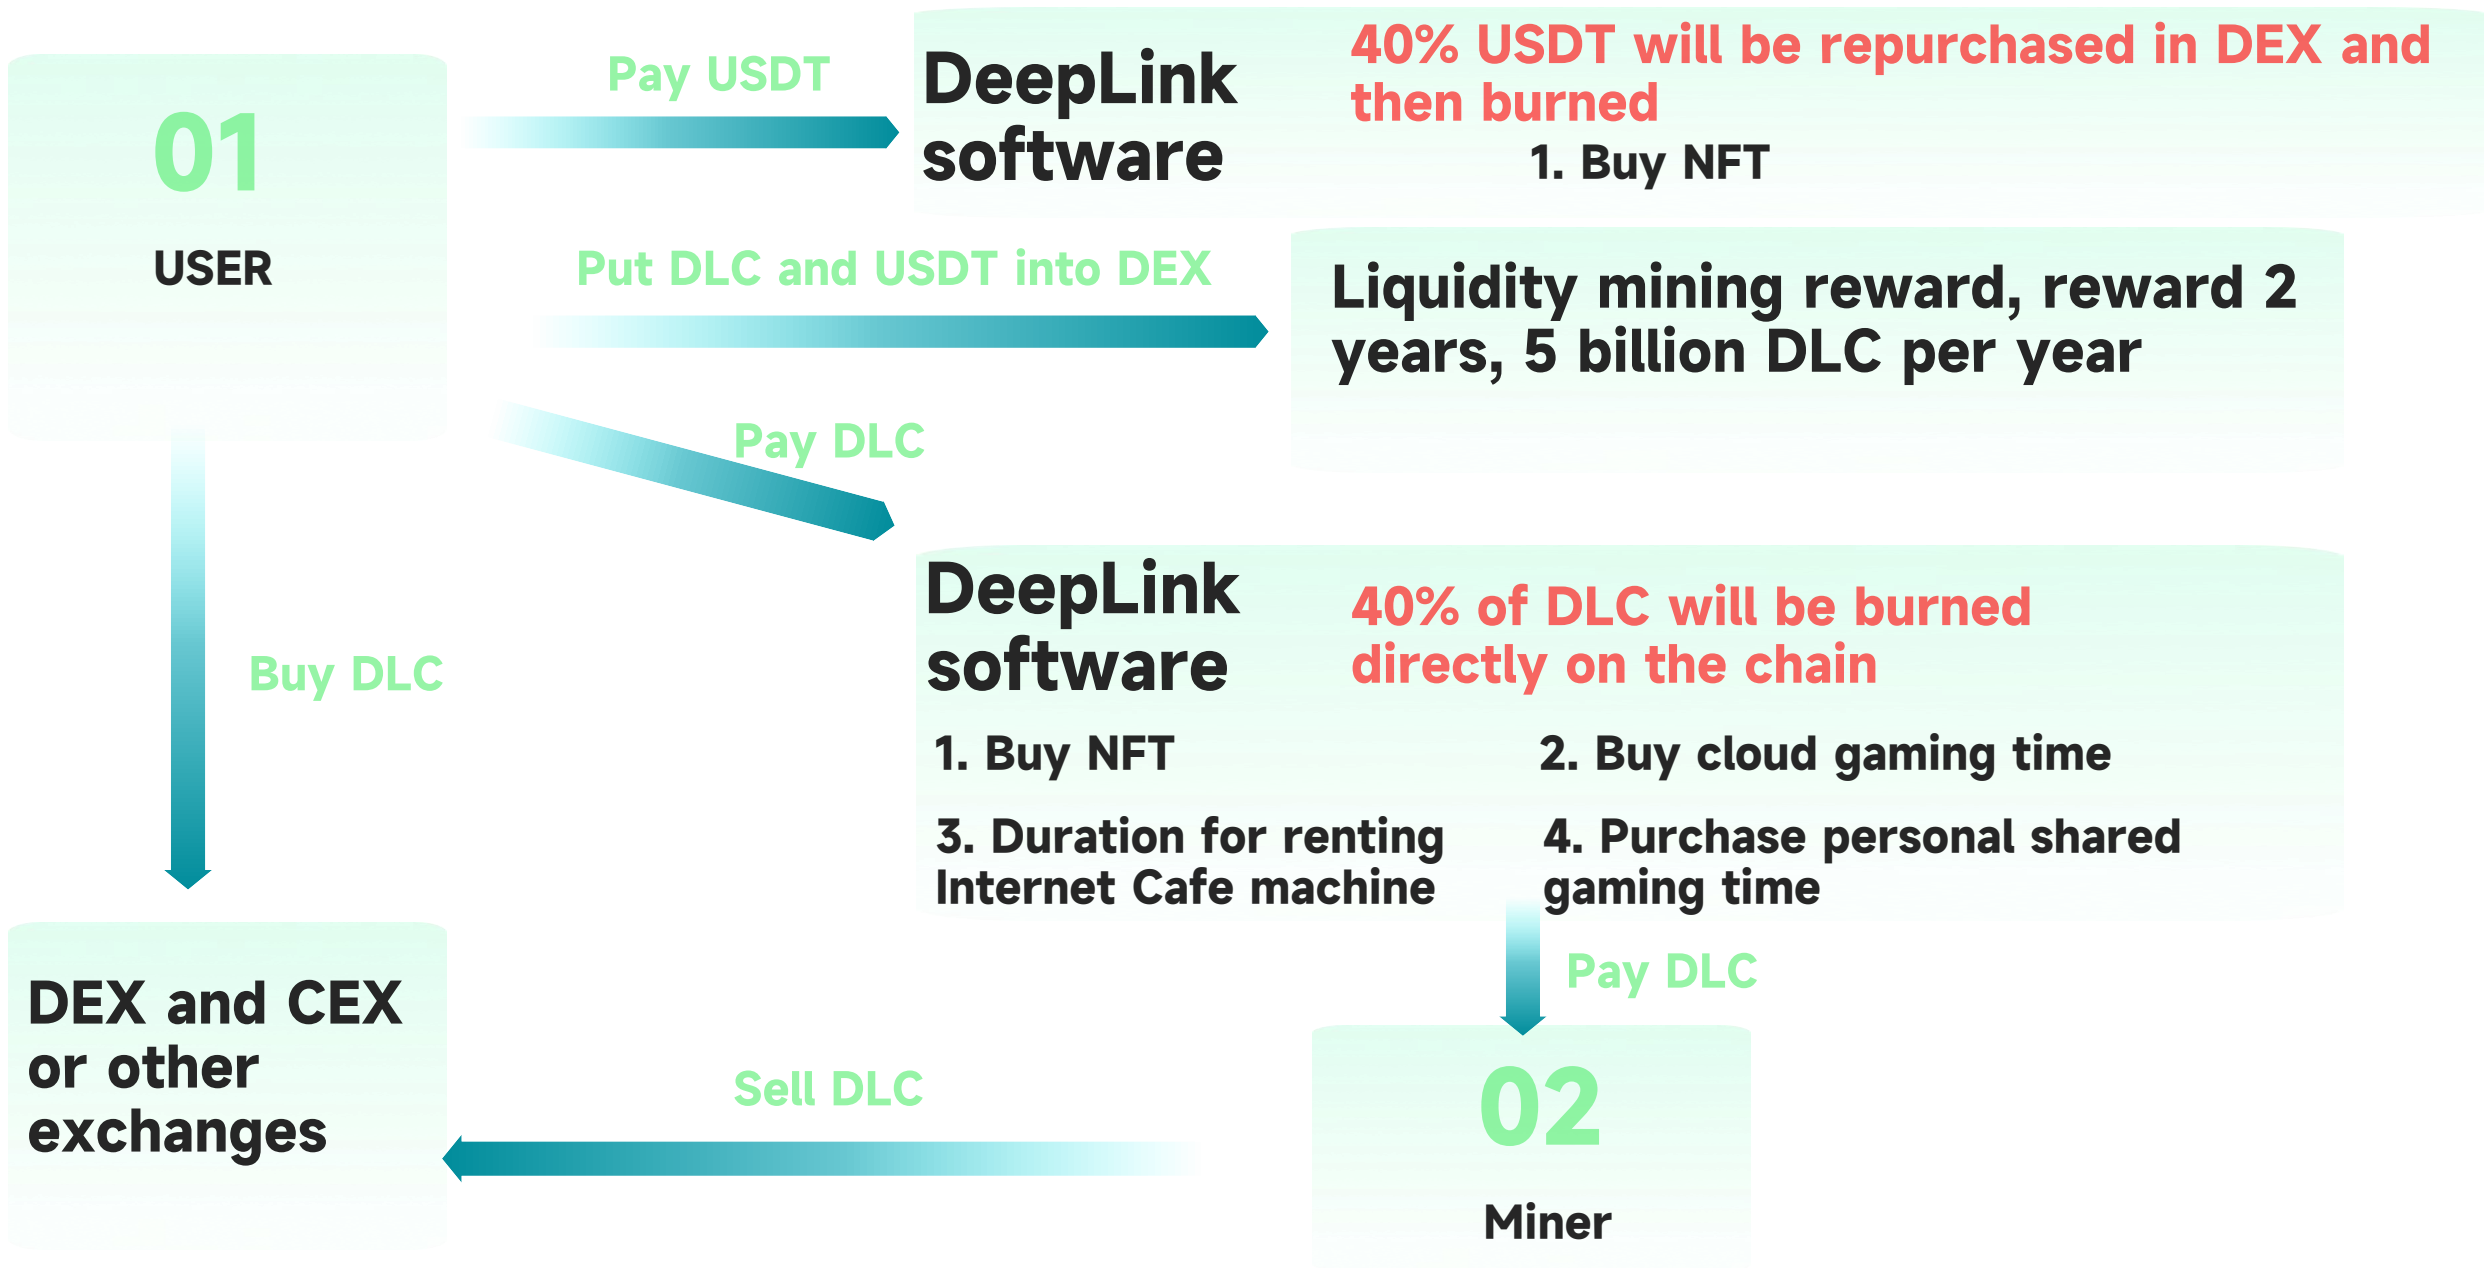 01
USER
Pay USDT
DeepLink
software
40% USDT will be repurchased in DEX and
then burned
1. Buy NFT
Put DLC and USDT into DEX
Liquidity mining reward, reward 2
years, 5 billion DLC per year
Pay DLC
DeepLink
software
40% of DLC will be burned
directly on the chain
1. Buy NFT
2. Buy cloud gaming time
3. Duration for renting
Internet Cafe machine
4. Purchase personal shared
gaming time
Buy DLC
Pay DLC
DEX and CEX
or other
exchanges
Sell DLC
02
Miner